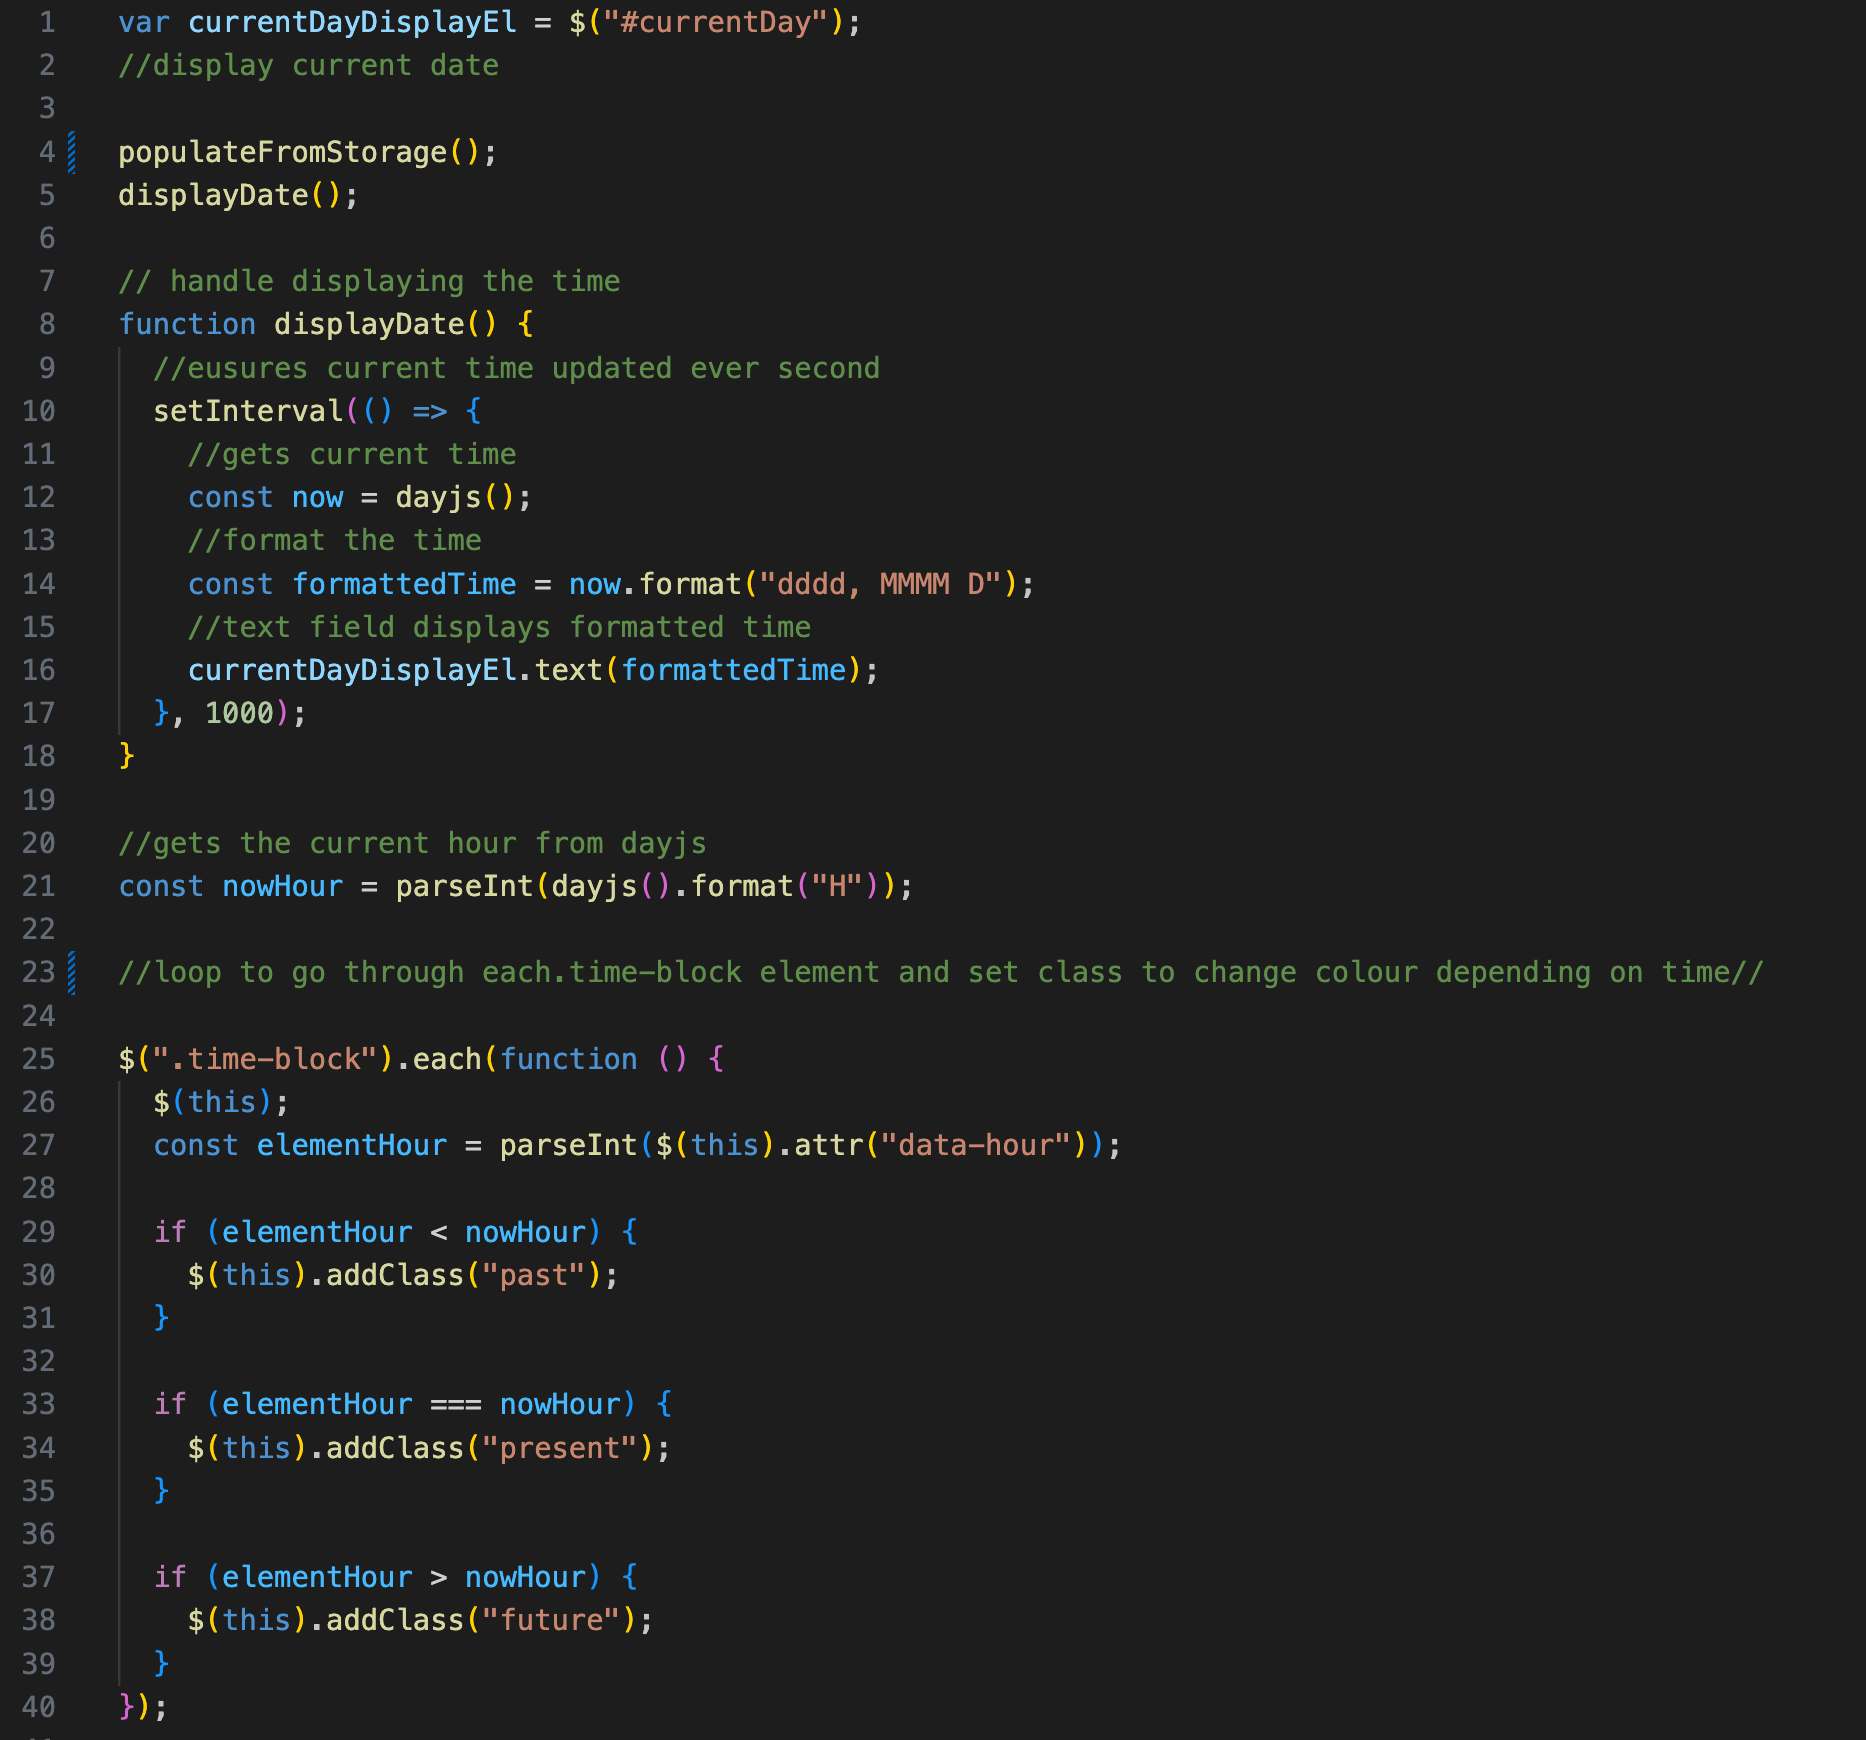 1 var currentDayDisplayEl = $("#currentDay");
2 //display current date
3
4 populateFromStorage();
5 displayDate();
6
7 // handle displaying the time
8 function displayDate() {
9 //eusures current time updated ever second
10 setInterval(() => {
11 //gets current time
12 const now = dayjs();
13 //format the time
14 const formattedTime = now.format("dddd, MMMM D");
15 //text field displays formatted time
16 currentDayDisplayEl.text(formattedTime);
17 }, 1000);
18 }
19
20 //gets the current hour from dayjs
21 const nowHour = parseInt(dayjs().format("H"));
22
23 //loop to go through each.time-block element and set class to change colour depending on time//
24
25 $(".time-block").each(function () {
26 $(this);
27 const elementHour = parseInt($(this).attr("data-hour"));
28
29 if (elementHour < nowHour) {
30 $(this).addClass("past");
31 }
32
33 if (elementHour === nowHour) {
34 $(this).addClass("present");
35 }
36
37 if (elementHour > nowHour) {
38 $(this).addClass("future");
39 }
40 });